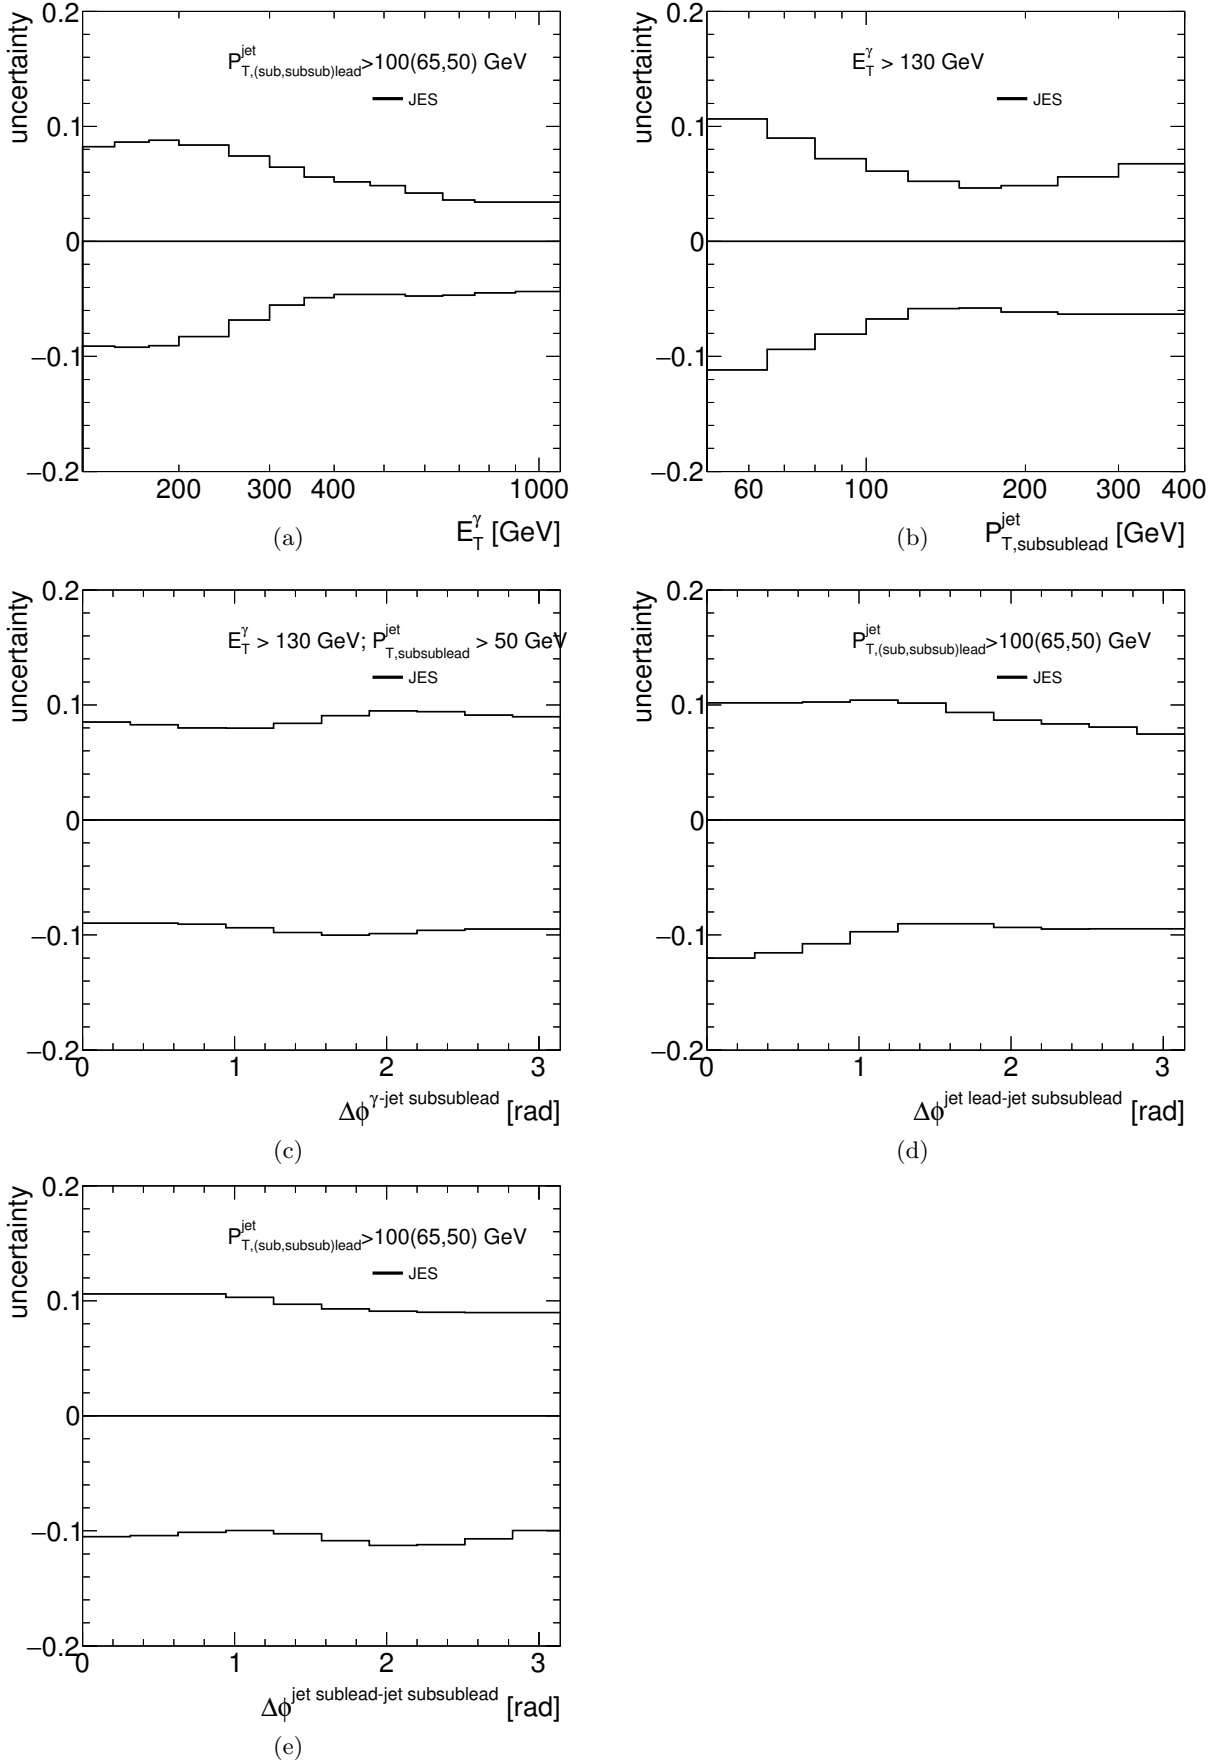 uncertainty
0.2
0.1
0
−0.1
−0.2
P^jet_T,(sub,subsub)lead>100(65,50) GeV
JES
200 300 400 1000
E^γ_T [GeV]
(a)
uncertainty
0.2
0.1
0
−0.1
−0.2
E^γ_T > 130 GeV
JES
60 100 200 300 400
P^jet_T,subsublead [GeV]
(b)
uncertainty
0.2
0.1
0
−0.1
−0.2
E^γ_T > 130 GeV; P^jet_T,subsublead > 50 GeV
JES
0 1 2 3
Δϕ^γ-jet subsublead [rad]
(c)
uncertainty
0.2
0.1
0
−0.1
−0.2
P^jet_T,(sub,subsub)lead>100(65,50) GeV
JES
0 1 2 3
Δϕ^jet lead-jet subsublead [rad]
(d)
uncertainty
0.2
0.1
0
−0.1
−0.2
P^jet_T,(sub,subsub)lead>100(65,50) GeV
JES
0 1 2 3
Δϕ^jet sublead-jet subsublead [rad]
(e)